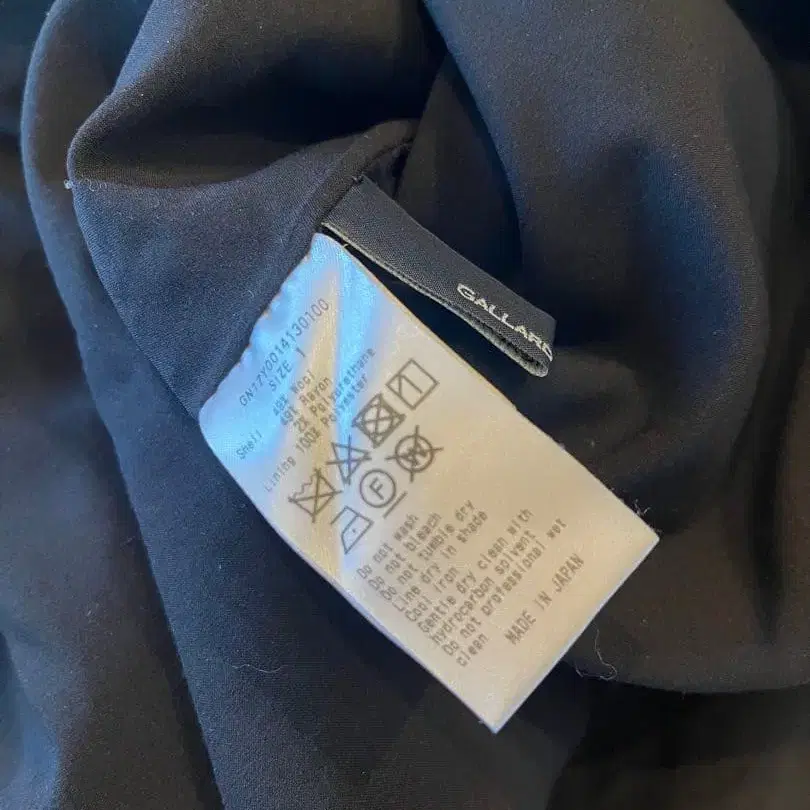 GALLARD
GN17Y0014130100
SIZE 1
Shell 49% Wool
49% Rayon
2% Polyurethane
Lining 100% Polyester
F
W
Do not wash
Do not bleach
Do not tumble dry
Line dry in shade
Cool iron
Gentle dry clean with
hydrocarbon solvent
Do not professional wet
clean
MADE IN JAPAN